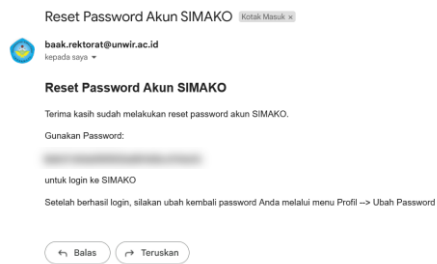 Reset Password Akun SIMAKO Kotak Masuk ×
baak.rektorat@unwir.ac.id
kepada saya
Reset Password Akun SIMAKO
Terima kasih sudah melakukan reset password akun SIMAKO.
Gunakan Password:
untuk login ke SIMAKO
Setelah berhasil login, silakan ubah kembali password Anda melalui menu Profil --> Ubah Password
Balas Teruskan